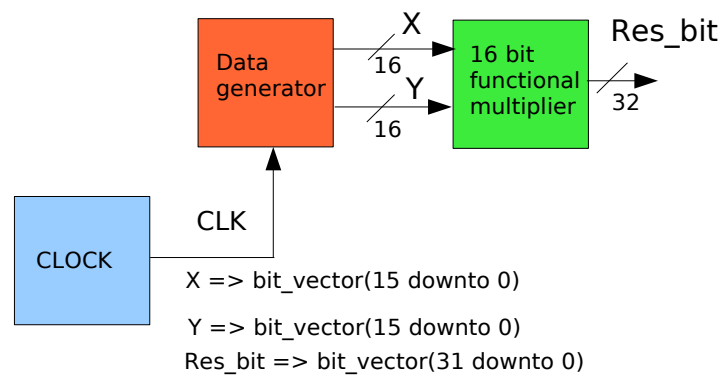 X
Res_bit
Data
generator
16
16 bit
functional
multiplier
Y
32
16
CLK
CLOCK
X => bit_vector(15 downto 0)
Y => bit_vector(15 downto 0)
Res_bit => bit_vector(31 downto 0)